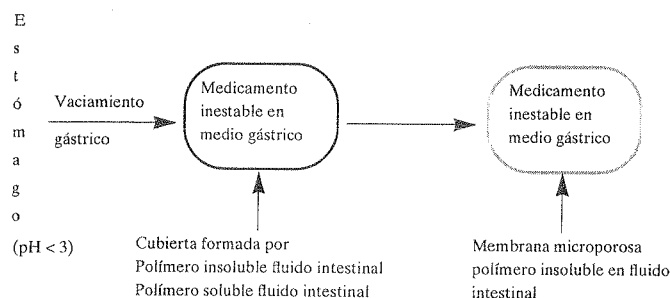 Estómago
(pH < 3)
Vaciamiento
gástrico
Medicamento
inestable en
medio gástrico
Cubierta formada por
Polímero insoluble fluido intestinal
Polímero soluble fluido intestinal
Medicamento
inestable en
medio gástrico
Membrana microporosa
polímero insoluble en fluido
intestinal